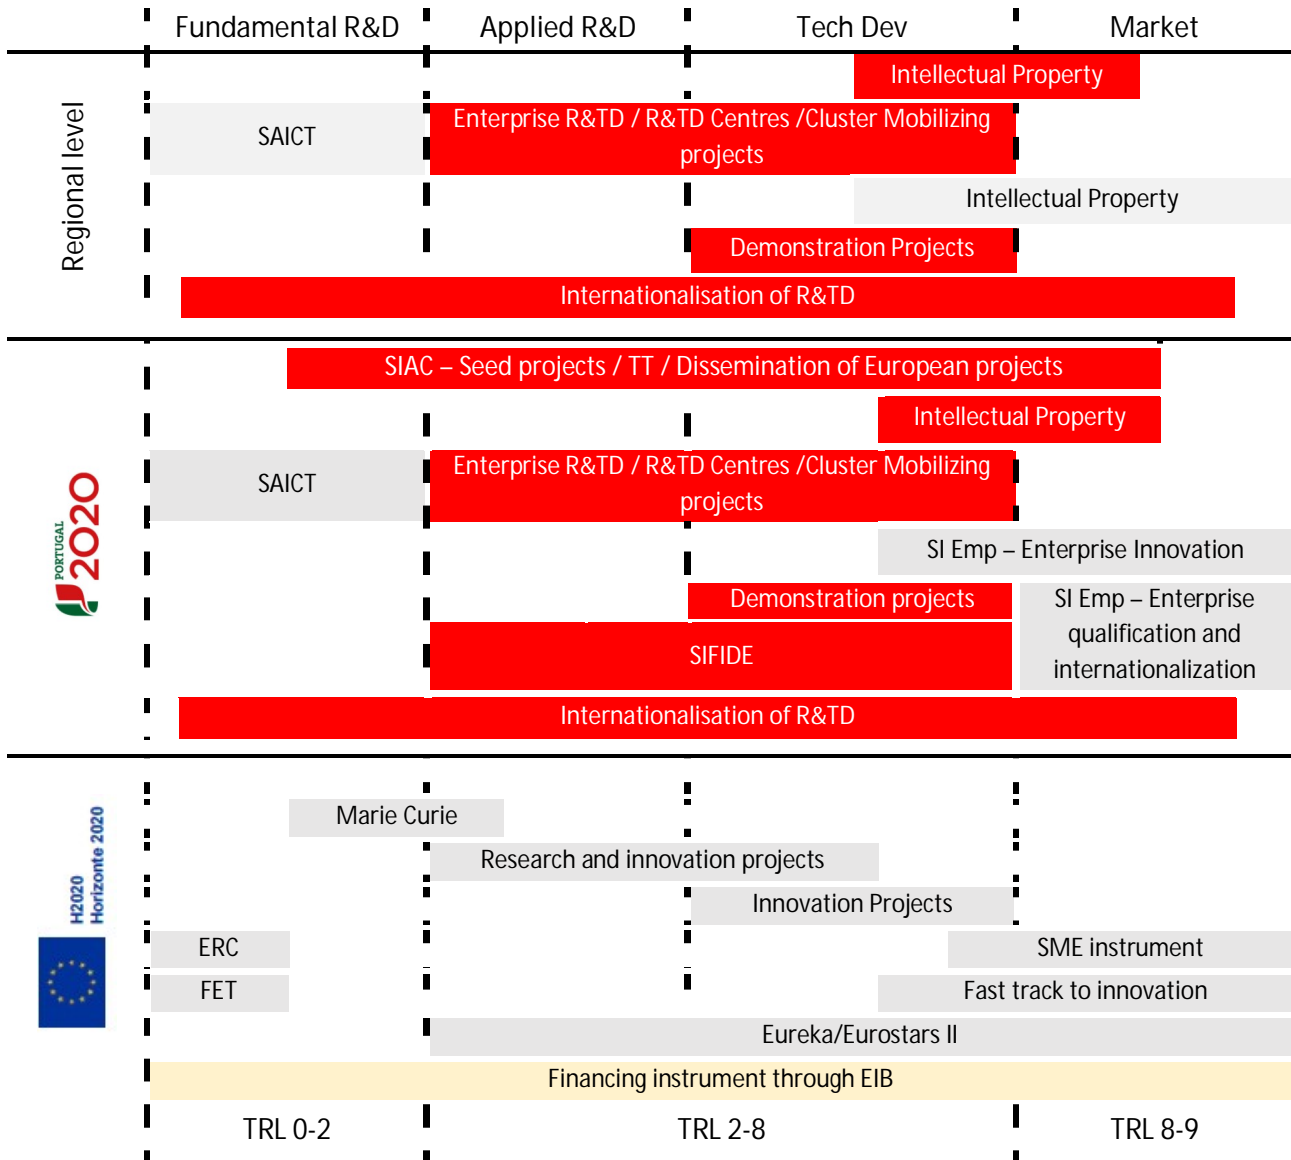 Fundamental R&D
Applied R&D
Tech Dev
Market
Regional level
Intellectual Property
SAICT
Enterprise R&TD / R&TD Centres /Cluster Mobilizing
projects
Intellectual Property
Demonstration Projects
Internationalisation of R&TD
PORTUGAL
2020
SIAC – Seed projects / TT / Dissemination of European projects
Intellectual Property
SAICT
Enterprise R&TD / R&TD Centres /Cluster Mobilizing
projects
SI Emp – Enterprise Innovation
Demonstration projects
SI Emp – Enterprise
qualification and
internationalization
SIFIDE
Internationalisation of R&TD
H2020
Horizonte 2020
Marie Curie
Research and innovation projects
Innovation Projects
ERC
SME instrument
FET
Fast track to innovation
Eureka/Eurostars II
Financing instrument through EIB
TRL 0-2
TRL 2-8
TRL 8-9